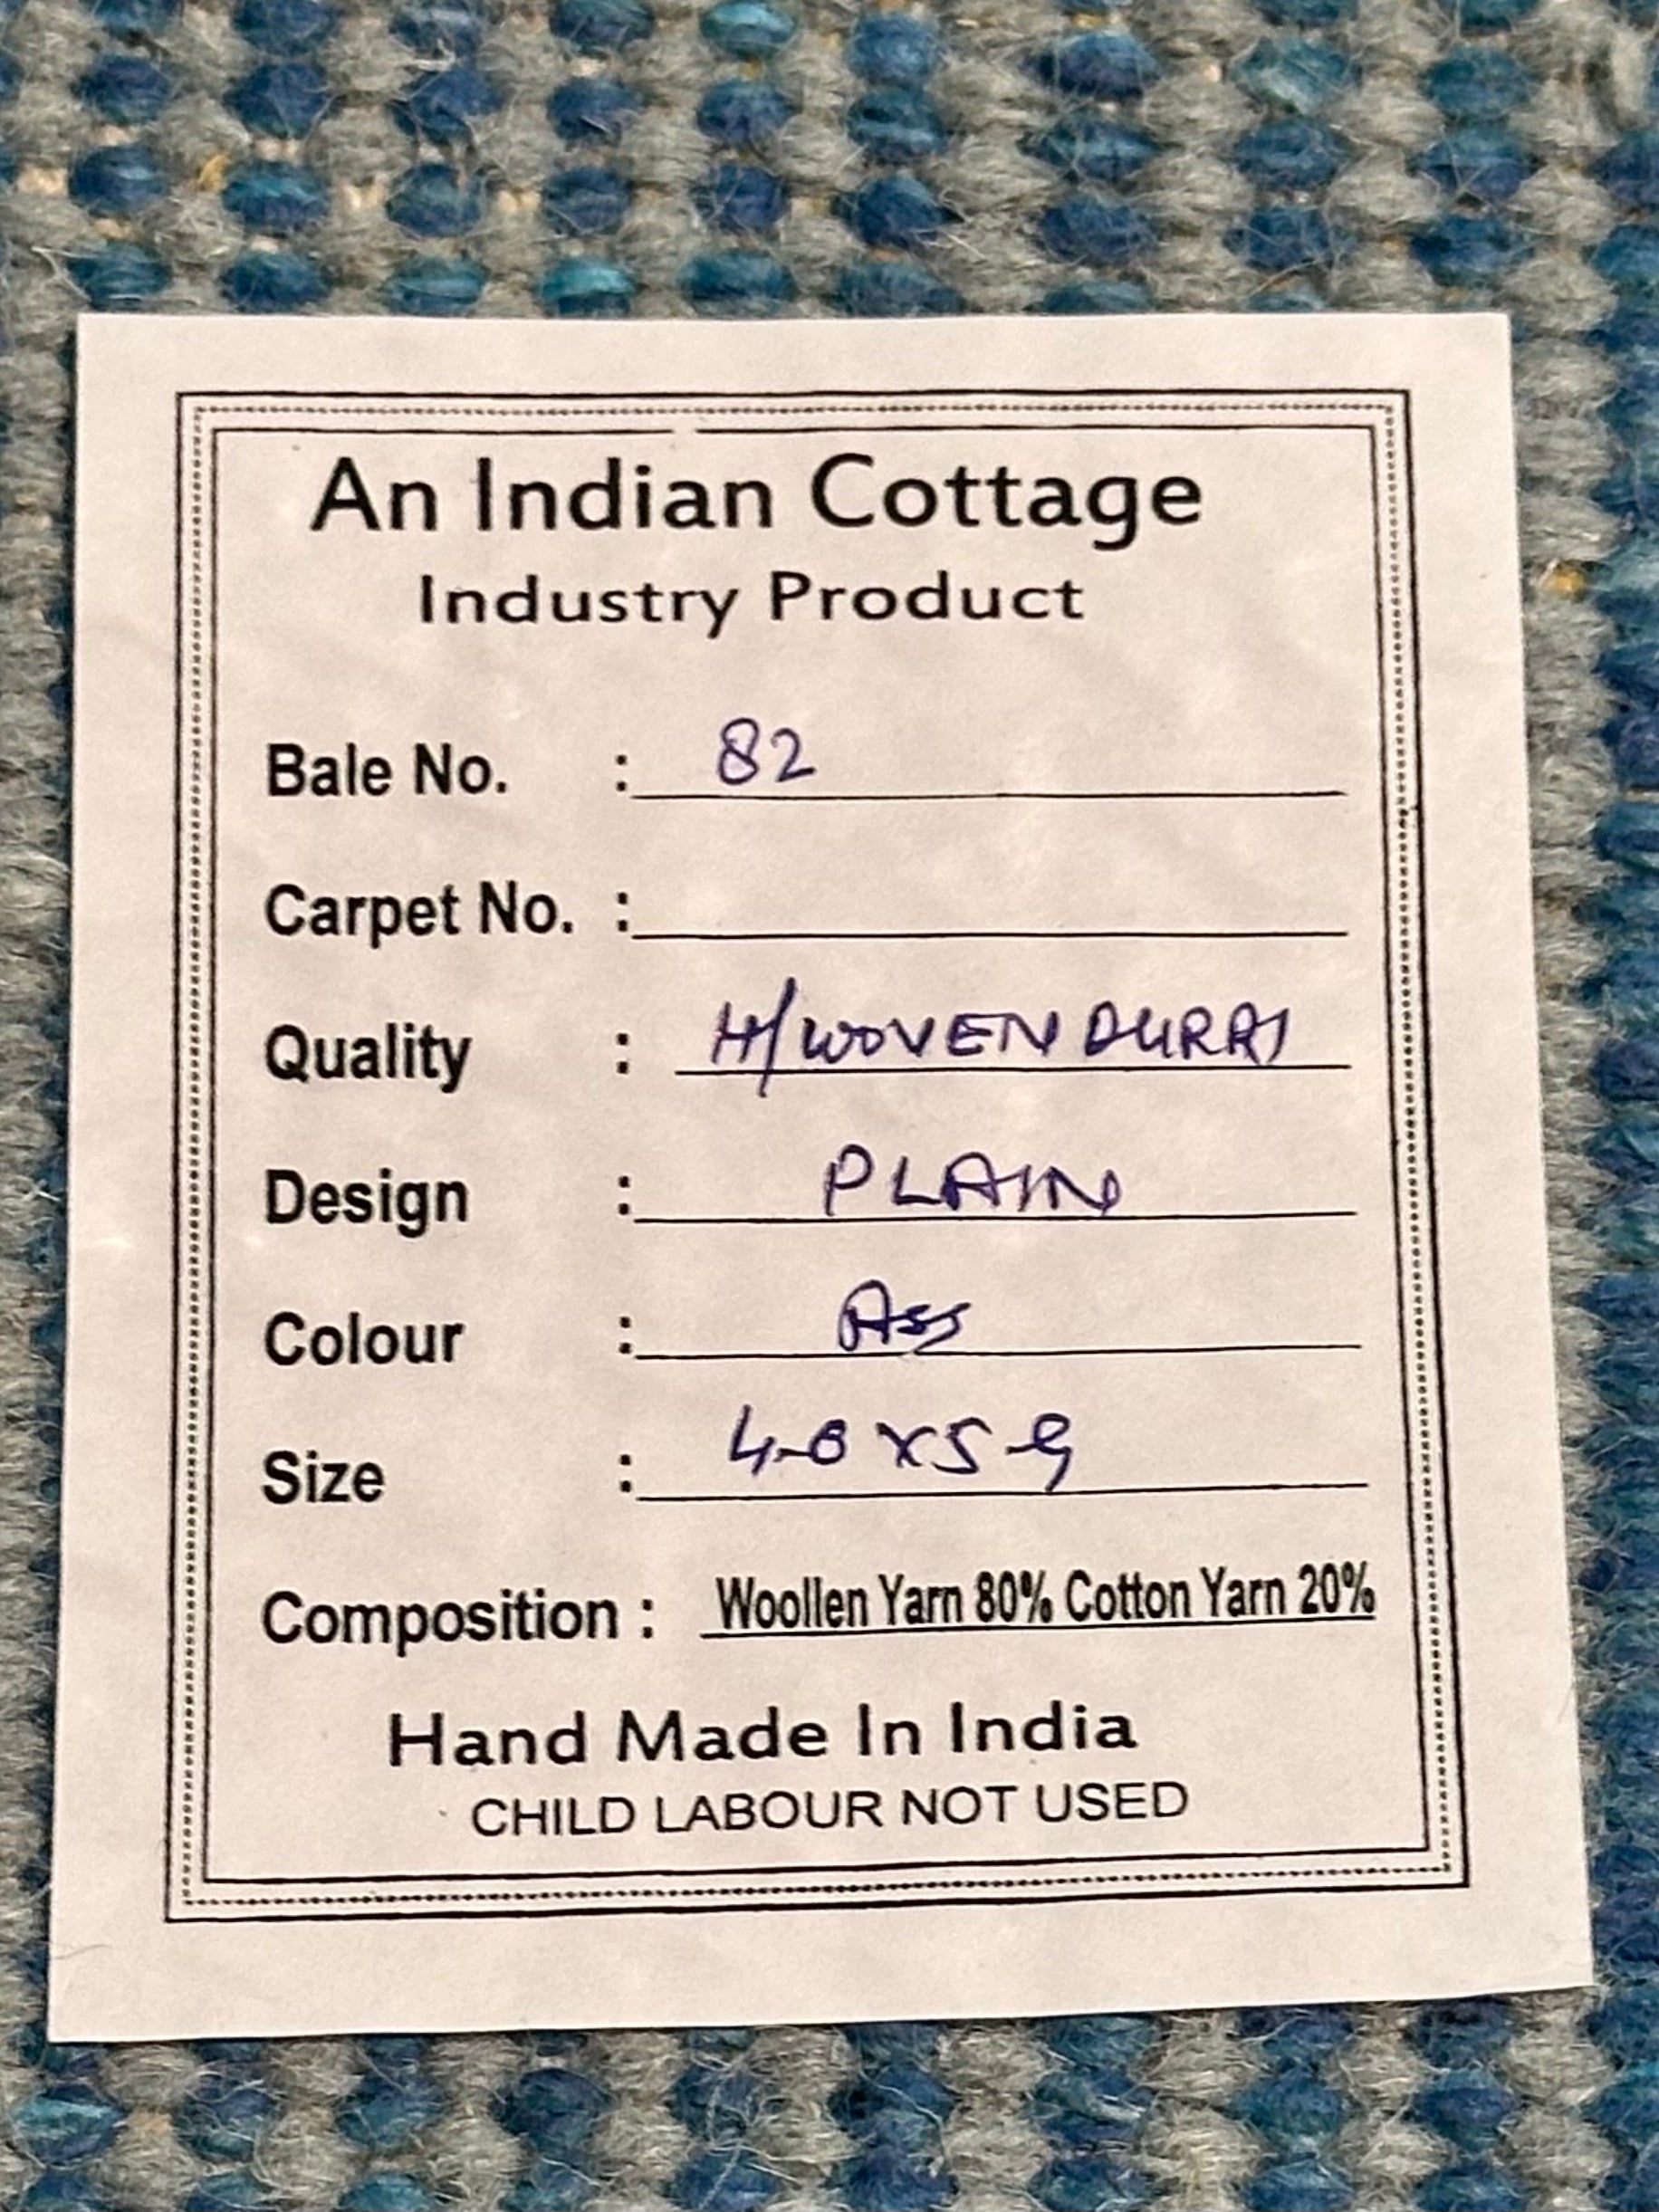 An Indian Cottage
Industry Product
Bale No. : 82
Carpet No. :
Quality : H/WOVEN DURRI
Design : PLAIN
Colour : Ass
Size : 4-0 x 5-9
Composition : Woollen Yarn 80% Cotton Yarn 20%
Hand Made In India
CHILD LABOUR NOT USED